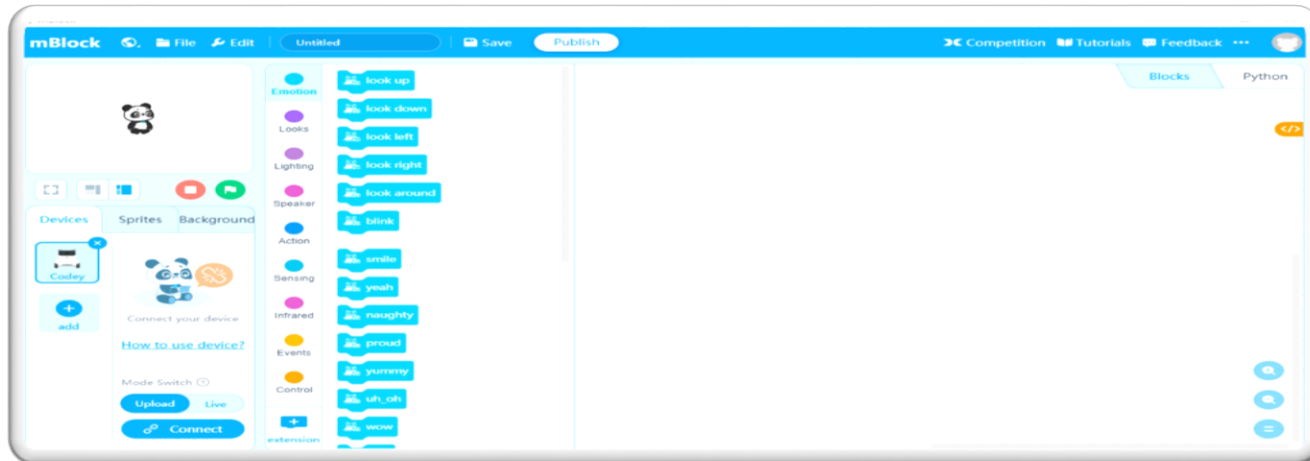 mBlock File Edit Untitled Save Publish Competition Tutorials Feedback
Blocks Python
Devices Sprites Background
Codey
add
Connect your device
How to use device?
Mode Switch
Upload Live
Connect
Emotion
Looks
Lighting
Speaker
Action
Sensing
Infrared
Events
Control
extension
look up
look down
look left
look right
look around
blink
smile
yeah
naughty
proud
yummy
uh_oh
wow